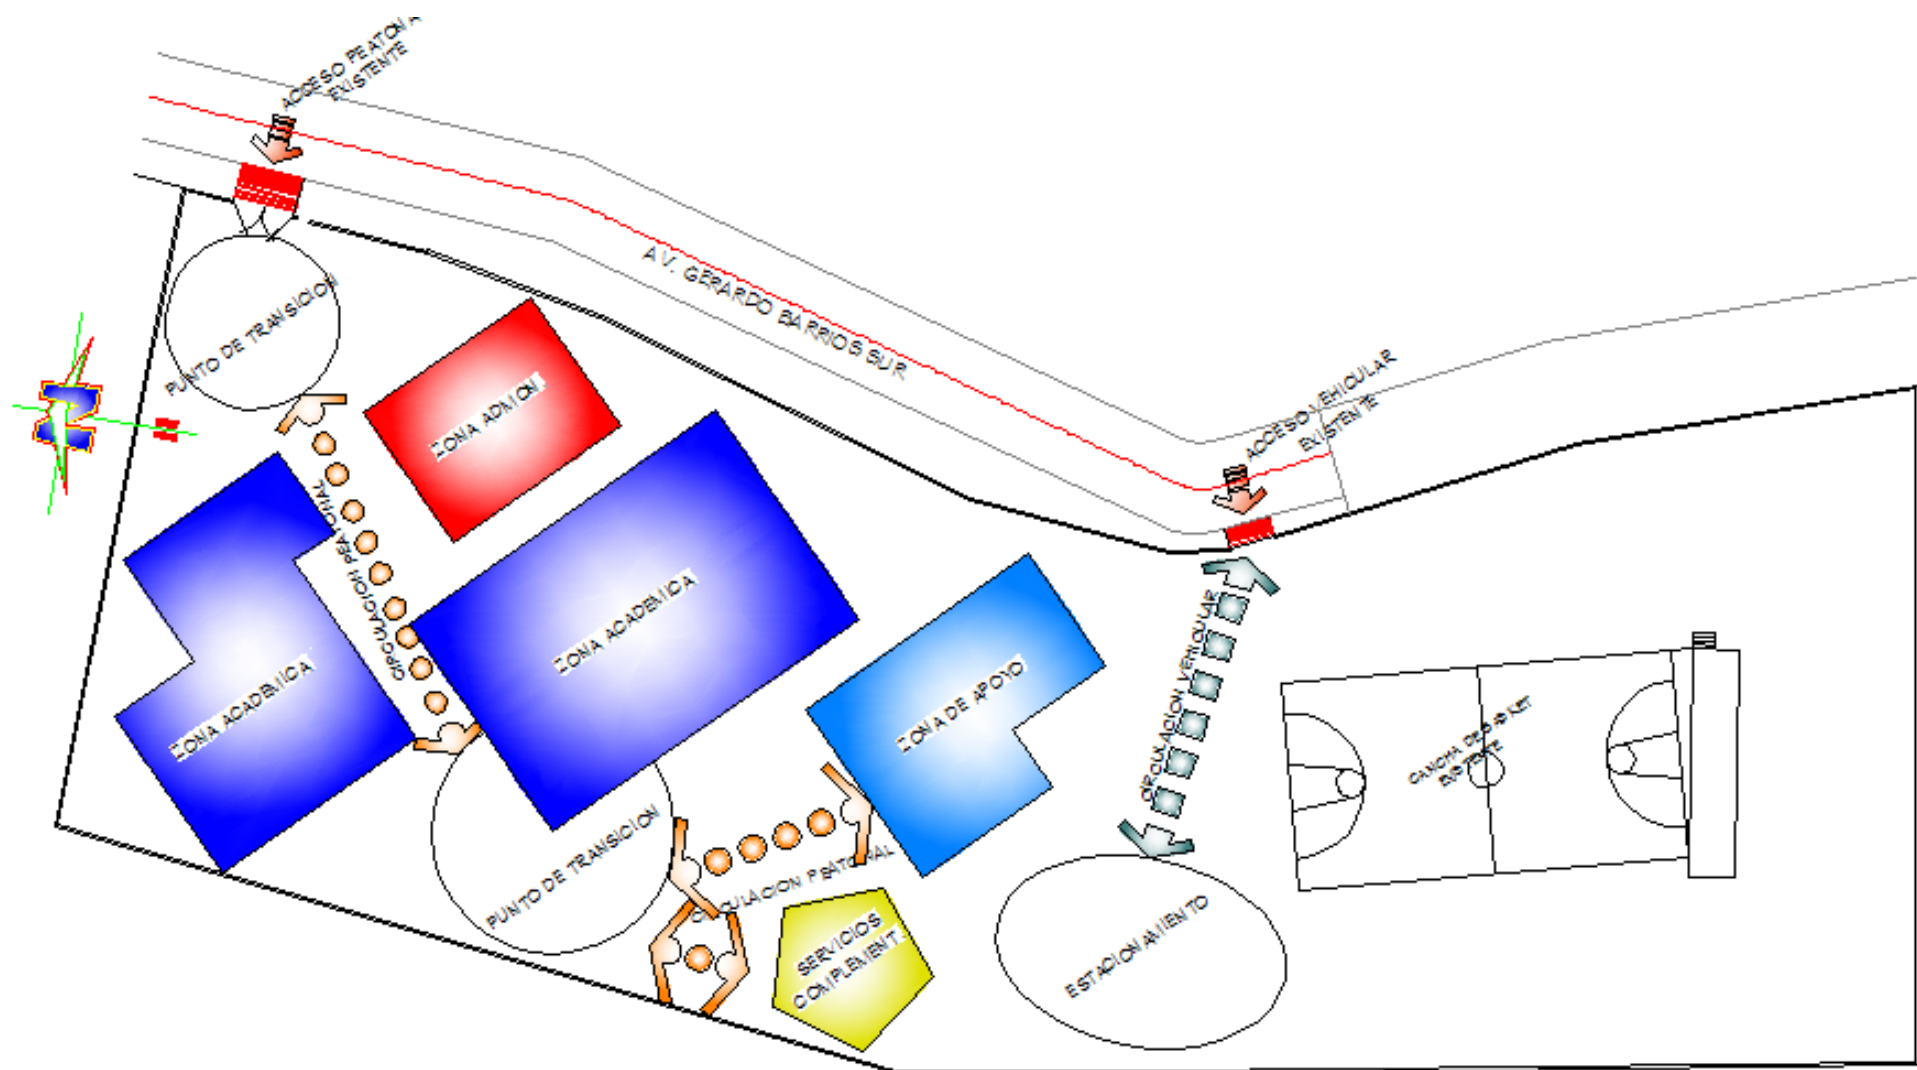 ACCESO PEATONA
EXISTENTE
AV. GERARDO BARRIOS SUR
PUNTO DE TRANSICION
ZONA ADMON.
ACCESO VEHICULAR
EXISTENTE
CIRCULACION PEATONAL
ZONA ACADEMICA
ZONA ACADEMICA
ZONA DE APOYO
CIRCULACION VEHICULAR
CANCHA DE BASKET
EXISTENTE
PUNTO DE TRANSICION
CIRCULACION PEATONAL
SERVICIOS
COMPLEMENT.
ESTACIONAMIENTO